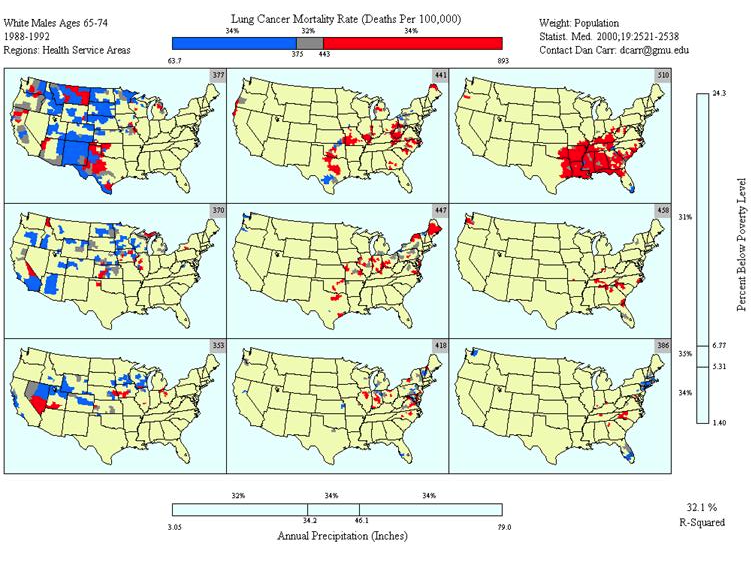 White Males Ages 65-74
1988-1992
Regions: Health Service Areas
Lung Cancer Mortality Rate (Deaths Per 100,000)
34% 32% 34%
63.7 375 443 893
Weight: Population
Statist. Med. 2000;19:2521-2538
Contact Dan Carr: dcarr@gmu.edu
377 441 510
370 447 458
353 418 386
24.3
31%
6.77
33%
5.31
34%
1.40
Percent Below Poverty Level
32% 34% 34%
3.05 34.2 46.1 79.0
Annual Precipitation (Inches)
32.1 %
R-Squared